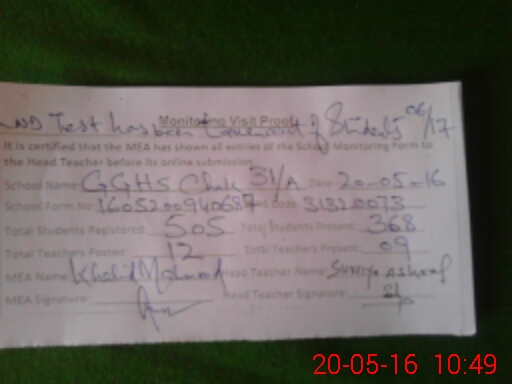 Monitoring Visit Proof
LND Test has been Conducted of Students 06/17
It is certified that the MEA has shown all entries of the School Monitoring Form to
the Head Teacher before its online submission.
School Name: GGHS Chak 31/A Date: 20-05-16
School Form No: 1605200940687 EMIS Code: 31320073
Total Students Registered: 505 Total Students Present: 368
Total Teachers Posted: 12 Total Teachers Present: 09
MEA Name: Khalid Mahmood Head Teacher Name: Surriya Ashraf
MEA Signature: Head Teacher Signature:
20-05-16 10:49